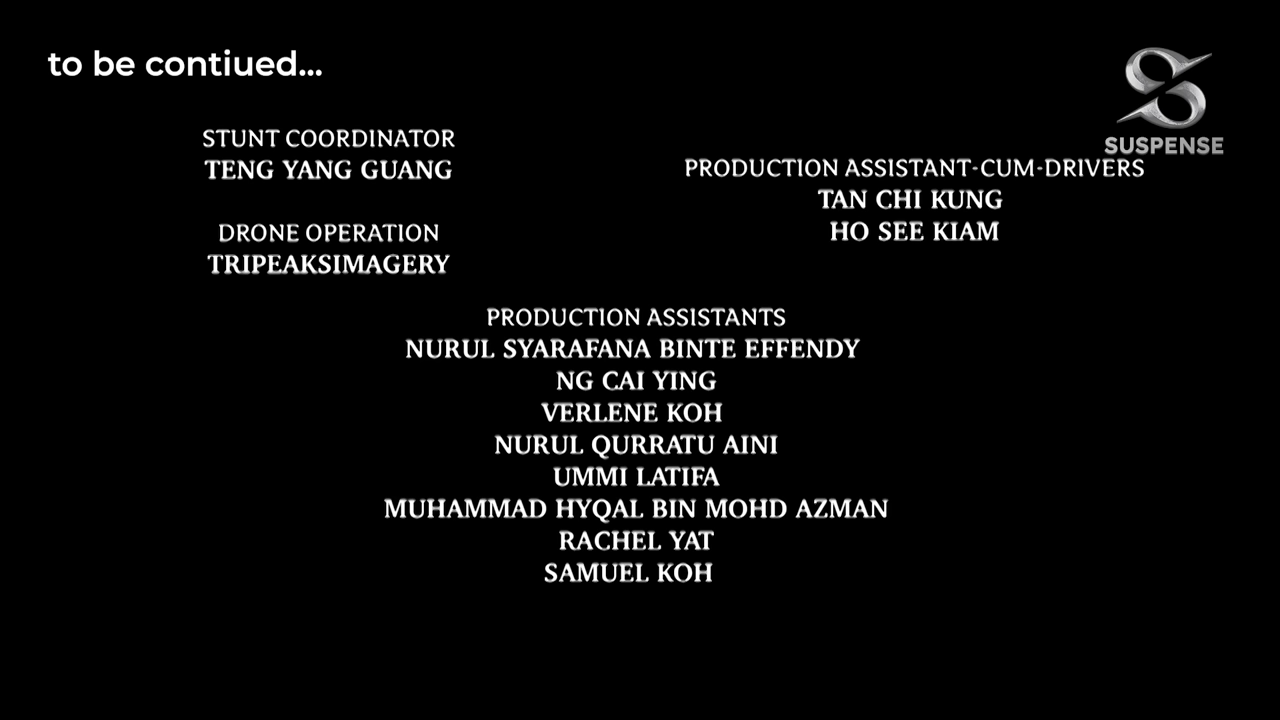 to be contiued...
SUSPENSE
STUNT COORDINATOR
TENG YANG GUANG
DRONE OPERATION
TRIPEAKSIMAGERY
PRODUCTION ASSISTANT-CUM-DRIVERS
TAN CHI KUNG
HO SEE KIAM
PRODUCTION ASSISTANTS
NURUL SYARAFANA BINTE EFFENDY
NG CAI YING
VERLENE KOH
NURUL QURRATU AINI
UMMI LATIFA
MUHAMMAD HYQAL BIN MOHD AZMAN
RACHEL YAT
SAMUEL KOH